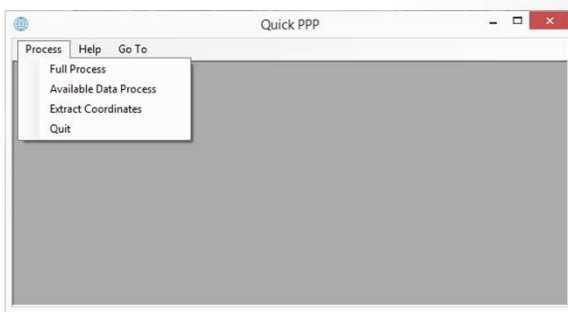 Quick PPP
Process Help Go To
Full Process
Available Data Process
Extract Coordinates
Quit